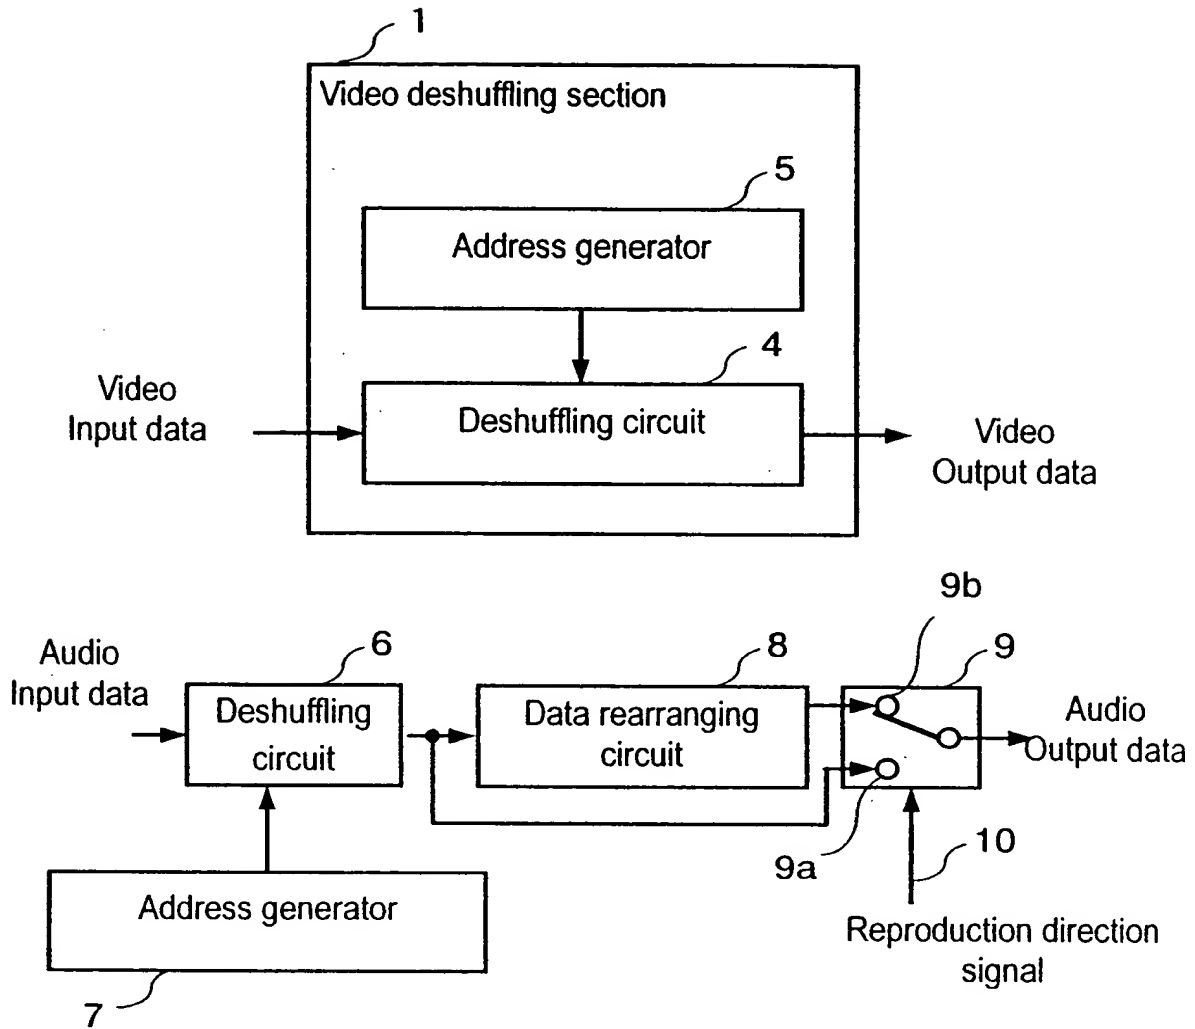 1
Video deshuffling section
5
Address generator
4
Deshuffling circuit
Video
Input data
Video
Output data
9b
Audio
Input data
6
Deshuffling
circuit
8
Data rearranging
circuit
9
Audio
Output data
9a
10
Address generator
7
Reproduction direction
signal